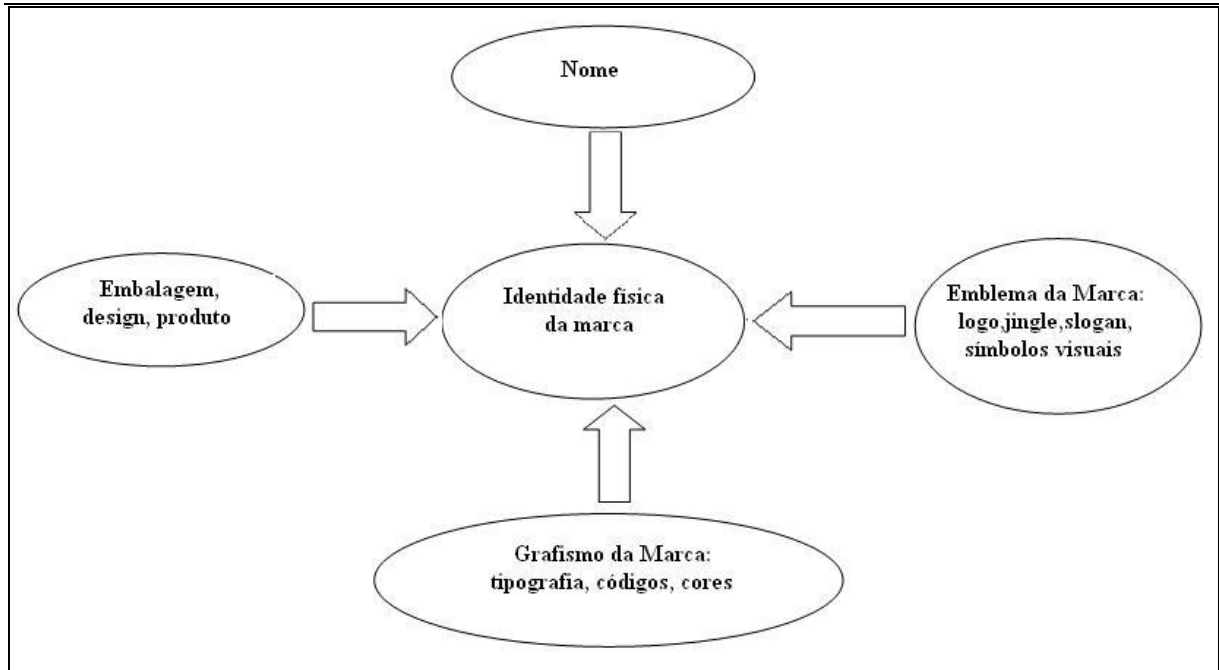 Nome
Embalagem,
design, produto
Identidade física
da marca
Emblema da Marca:
logo,jingle,slogan,
símbolos visuais
Grafismo da Marca:
tipografia, códigos, cores